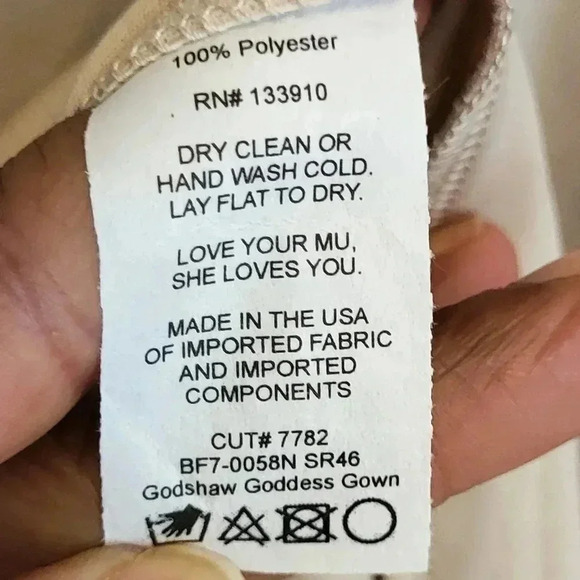 100% Polyester
RN# 133910
DRY CLEAN OR
HAND WASH COLD.
LAY FLAT TO DRY.
LOVE YOUR MU,
SHE LOVES YOU.
MADE IN THE USA
OF IMPORTED FABRIC
AND IMPORTED
COMPONENTS
CUT# 7782
BF7-0058N SR46
Godshaw Goddess Gown